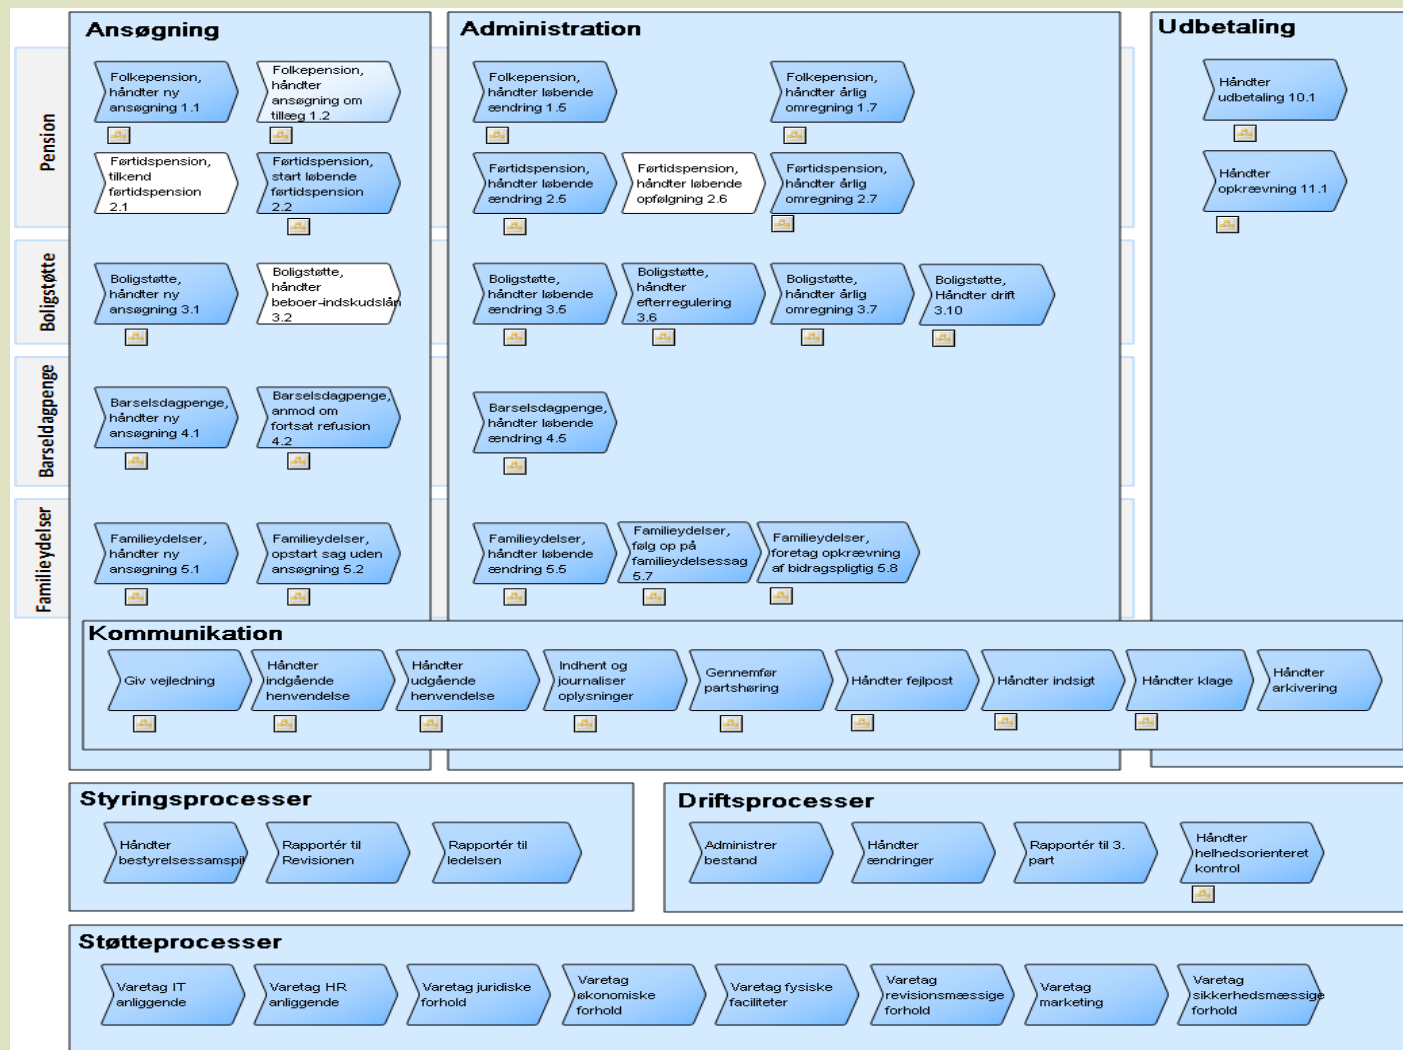 Ansøgning
Administration
Udbetaling
Pension
Folkepension,
håndter ny
ansøgning 1.1
Folkepension,
håndter
ansøgning om
tillæg 1.2
Folkepension,
håndter løbende
ændring 1.5
Folkepension,
håndter årlig
omregning 1.7
Håndter
udbetaling 10.1
Førtidspension,
tilkend
førtidspension
2.1
Førtidspension,
start løbende
førtidspension
2.2
Førtidspension,
håndter løbende
ændring 2.5
Førtidspension,
håndter løbende
opfølgning 2.6
Førtidspension,
håndter årlig
omregning 2.7
Håndter
opkrævning 11.1
Boligstøtte
Boligstøtte,
håndter ny
ansøgning 3.1
Boligstøtte,
håndter
beboer-indskudslån
3.2
Boligstøtte,
håndter løbende
ændring 3.5
Boligstøtte,
håndter
efterregulering
3.6
Boligstøtte,
håndter årlig
omregning 3.7
Boligstøtte,
Håndter drift
3.10
Barseldagpenge
Barselsdagpenge,
håndter ny
ansøgning 4.1
Barselsdagpenge,
anmod om
fortsat refusion
4.2
Barselsdagpenge,
håndter løbende
ændring 4.5
Familieydelser
Familieydelser,
håndter ny
ansøgning 5.1
Familieydelser,
opstart sag uden
ansøgning 5.2
Familieydelser,
håndter løbende
ændring 5.5
Familieydelser,
følg op på
familieydelsessag
5.7
Familieydelser,
foretag opkrævning
af bidragspligtig 5.8
Kommunikation
Giv vejledning
Håndter
indgående
henvendelse
Håndter
udgående
henvendelse
Indhent og
journaliser
oplysninger
Gennemfør
partshøring
Håndter fejlpost
Håndter indsigt
Håndter klage
Håndter
arkivering
Styringsprocesser
Håndter
bestyrelsessamspil
Rapportér til
Revisionen
Rapportér til
ledelsen
Driftsprocesser
Administrer
bestand
Håndter
ændringer
Rapportér til 3.
part
Håndter
helhedsorienteret
kontrol
Støtteprocesser
Varetag IT
anliggende
Varetag HR
anliggende
Varetag juridiske
forhold
Varetag
økonomiske
forhold
Varetag fysiske
faciliteter
Varetag
revisionsmæssige
forhold
Varetag
marketing
Varetag
sikkerhedsmæssige
forhold